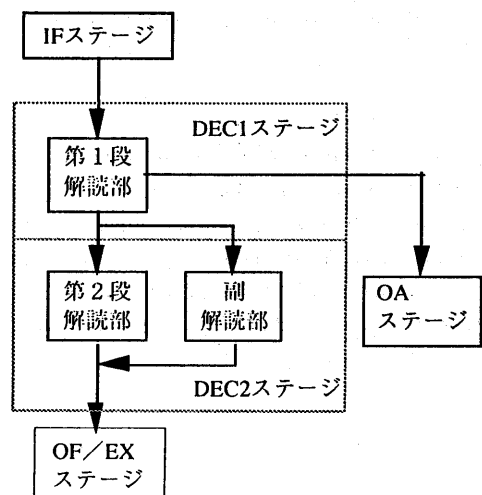 IFステージ
DEC1ステージ
第1段
解読部
第2段
解読部
副
解読部
OA
ステージ
DEC2ステージ
OF/EX
ステージ